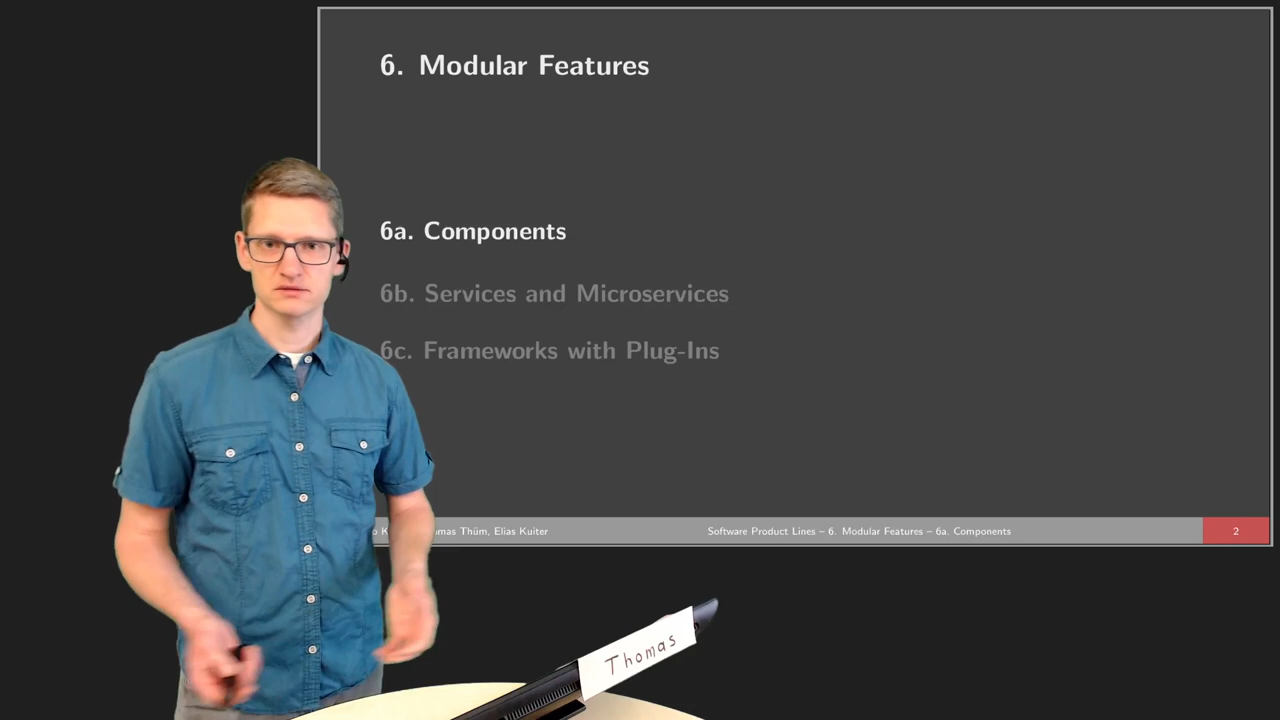 6. Modular Features
6a. Components
6b. Services and Microservices
6c. Frameworks with Plug-Ins
Thüm, Elias Kuiter
Software Product Lines – 6. Modular Features – 6a. Components
2
Thomas